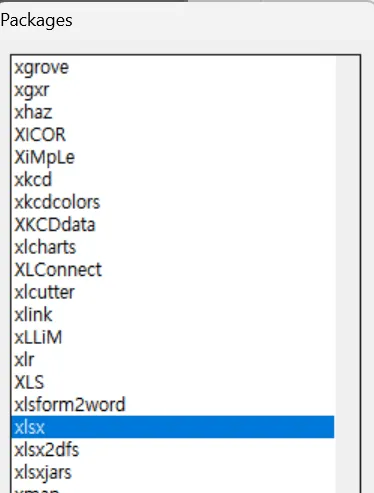 Packages
xgrove
xgxr
xhaz
XICOR
XiMpLe
xkcd
xkcdcolors
XKCDdata
xlcharts
XLConnect
xlcutter
xlink
xLLiM
xlr
XLS
xlsform2word
xlsx
xlsx2dfs
xlsxjars
xmap